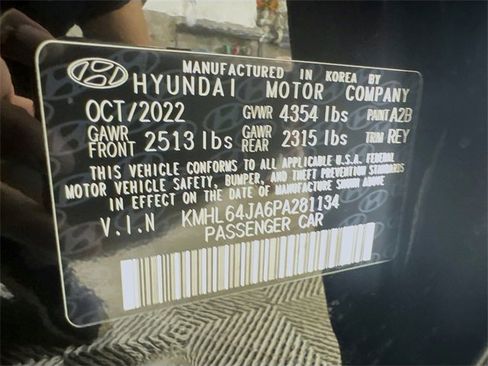 MANUFACTURED IN KOREA BY
HYUNDAI MOTOR COMPANY
OCT/2022 GVWR 4354 lbs PAINT A2B
GAWR FRONT 2513 lbs GAWR REAR 2315 lbs TRIM REY
THIS VEHICLE CONFORMS TO ALL APPLICABLE U.S.A. FEDERAL
MOTOR VEHICLE SAFETY, BUMPER, AND THEFT PREVENTION STANDARDS
IN EFFECT ON THE DATE OF MANUFACTURE SHOWN ABOVE
V.I.N KMHL64JA6PA281134
PASSENGER CAR